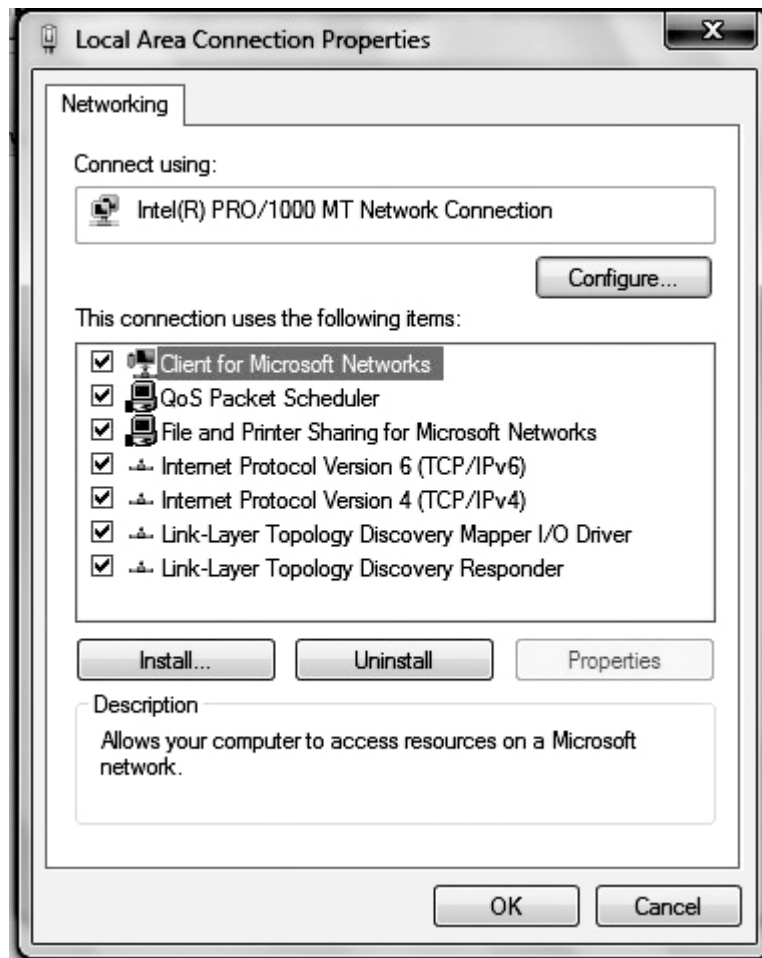 Local Area Connection Properties
Networking
Connect using:
Intel(R) PRO/1000 MT Network Connection
Configure...
This connection uses the following items:
Client for Microsoft Networks
QoS Packet Scheduler
File and Printer Sharing for Microsoft Networks
Internet Protocol Version 6 (TCP/IPv6)
Internet Protocol Version 4 (TCP/IPv4)
Link-Layer Topology Discovery Mapper I/O Driver
Link-Layer Topology Discovery Responder
Install... Uninstall Properties
Description
Allows your computer to access resources on a Microsoft
network.
OK Cancel